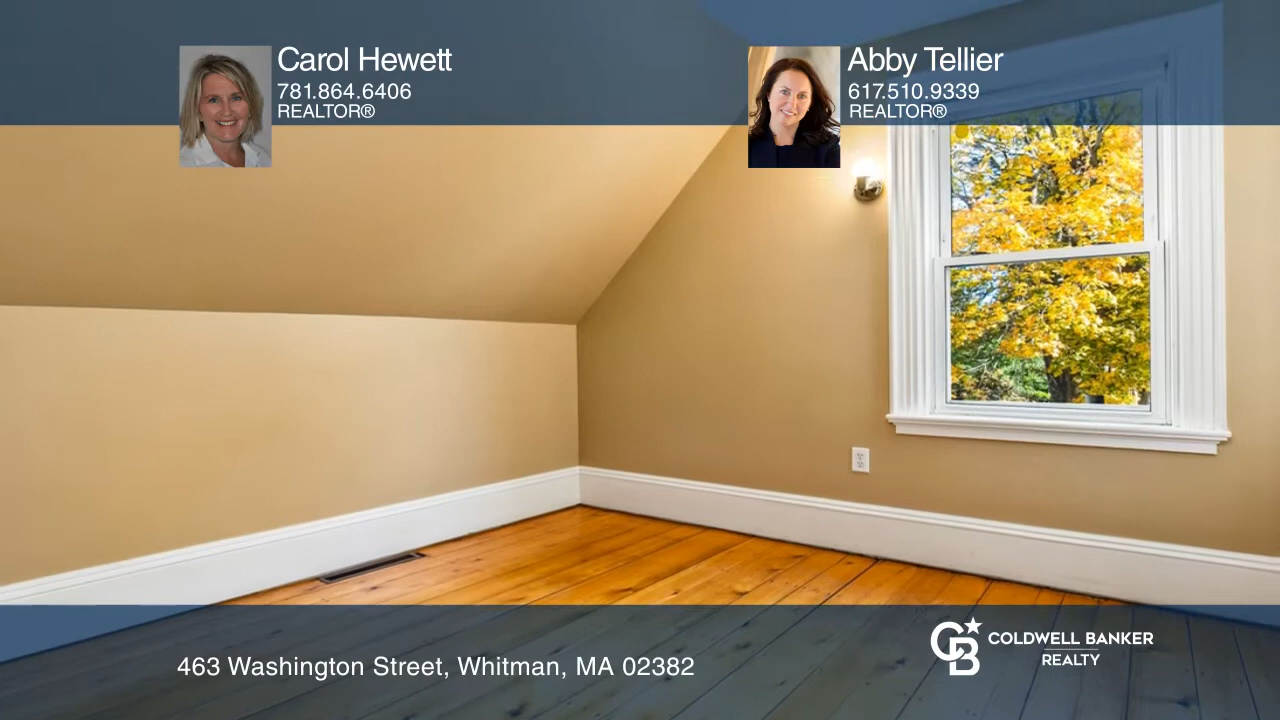 Carol Hewett
781.864.6406
REALTOR®
Abby Tellier
617.510.9339
REALTOR®
463 Washington Street, Whitman, MA 02382
CB
COLDWELL BANKER
REALTY